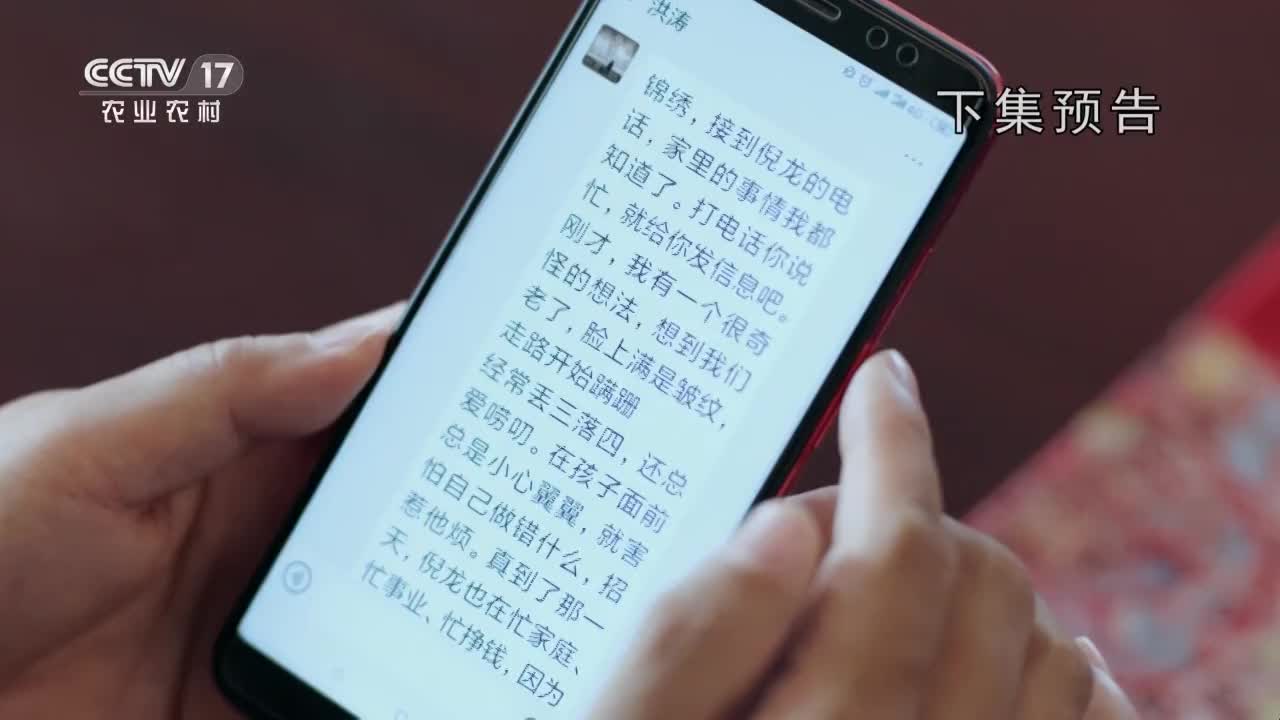 CCTV 17
农业农村
下集预告
洪涛
锦绣，接到倪龙的电
话，家里的事情我都
知道了。打电话你说
忙，就给你发信息吧。
刚才，我有一个很奇
怪的想法，想到我们
老了，脸上满是皱纹，
走路开始蹒跚
经常丢三落四，还总
爱唠叨。在孩子面前
总是小心翼翼，就害
怕自己做错什么，招
惹他烦。真到了那一
天，倪龙也在忙家庭、
忙事业、忙挣钱，因为